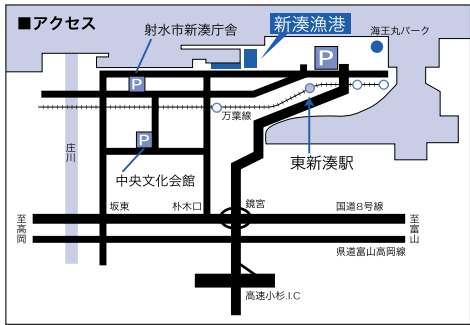 ■アクセス
射水市新湊庁舎
新湊漁港
海王丸パーク
P
P
万葉線
P
庄川
東新湊駅
中央文化会館
坂東
朴木口
鏡宮
国道8号線
至高岡
至富山
県道富山高岡線
高速小杉.I.C